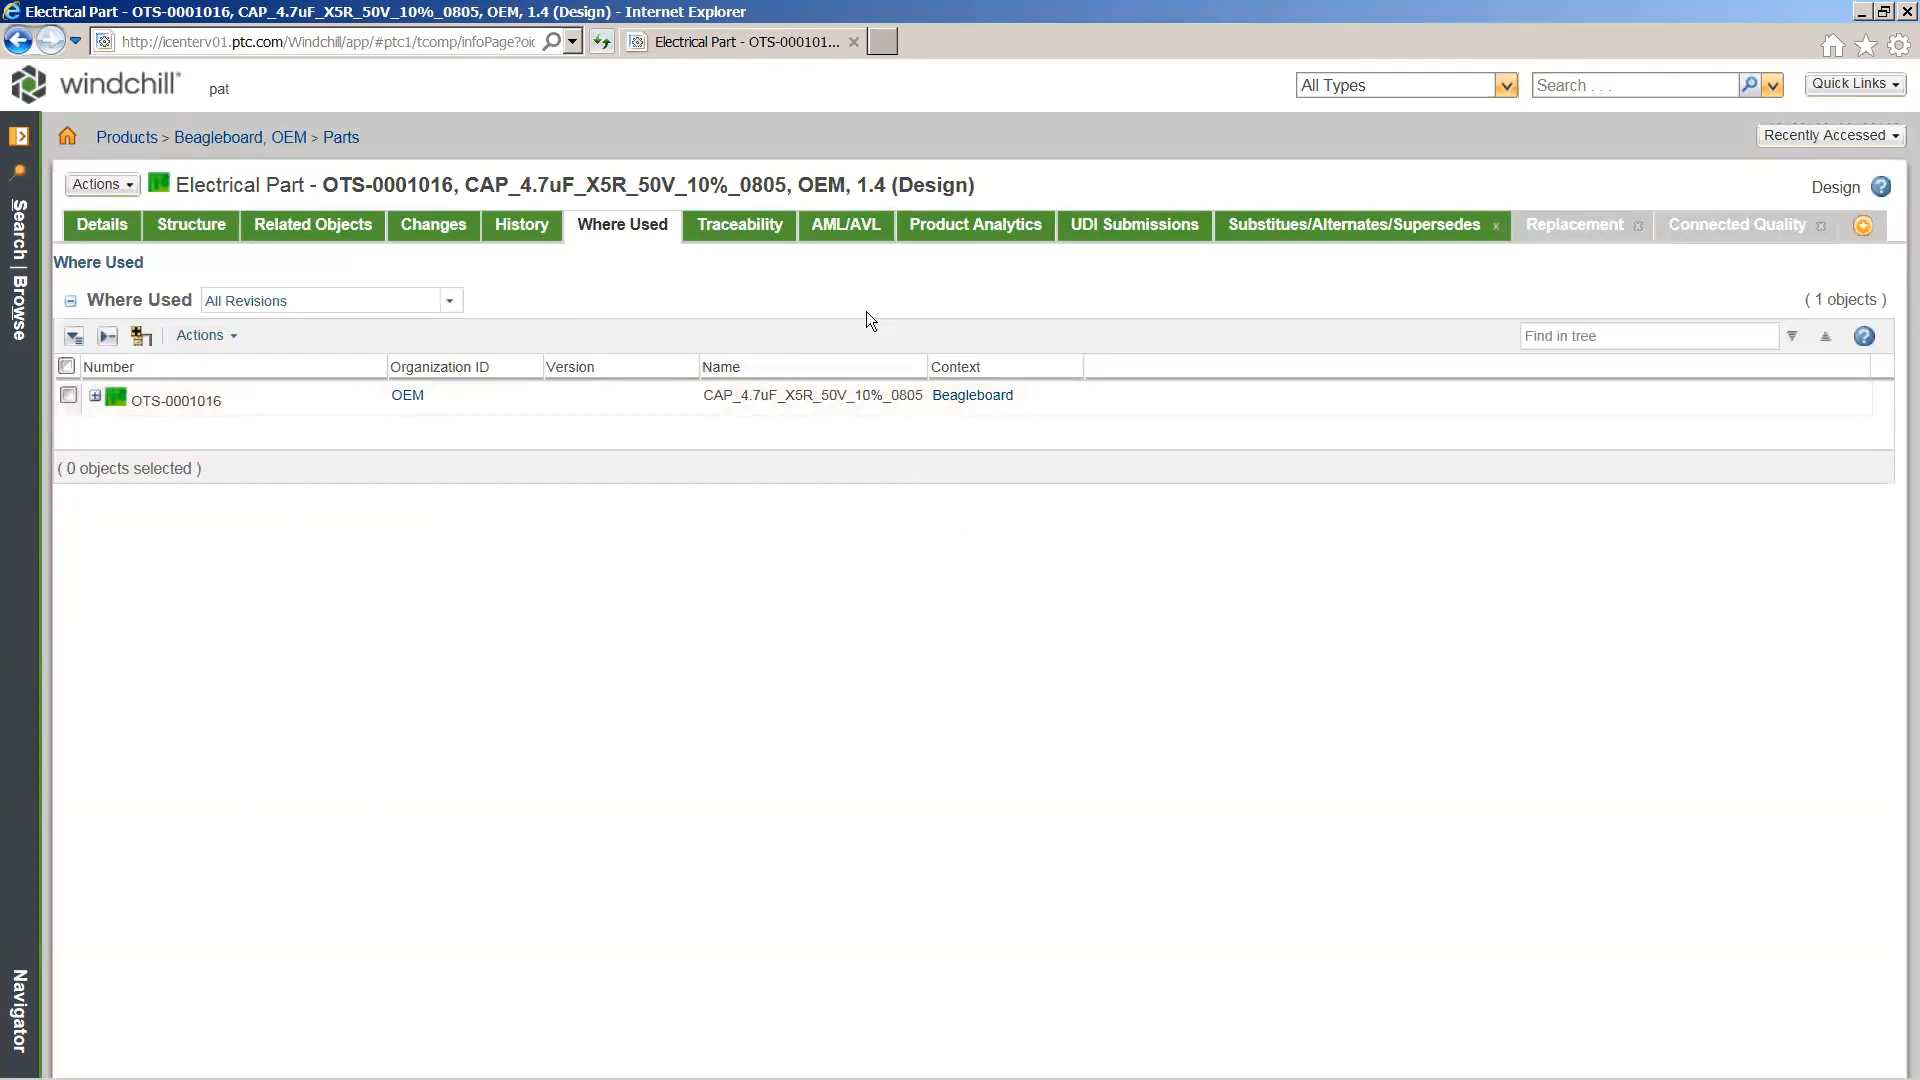 Electrical Part - OTS-0001016, CAP_4.7uF_X5R_50V_10%_0805, OEM, 1.4 (Design) - Internet Explorer
http://icenterv01.ptc.com/Windchill/app/#ptc1/tcomp/infoPage?oic
Electrical Part - OTS-000101... ×
windchill
pat
All Types
Search . . .
Quick Links
Products > Beagleboard, OEM > Parts
Recently Accessed
Actions
Electrical Part - OTS-0001016, CAP_4.7uF_X5R_50V_10%_0805, OEM, 1.4 (Design)
Design
Details Structure Related Objects Changes History Where Used Traceability AML/AVL Product Analytics UDI Submissions Substitues/Alternates/Supersedes x Replacement x Connected Quality x
Where Used
Where Used All Revisions ( 1 objects )
Actions
Find in tree
Number Organization ID Version Name Context
OTS-0001016 OEM CAP_4.7uF_X5R_50V_10%_0805 Beagleboard
( 0 objects selected )
Search | Browse
Navigator